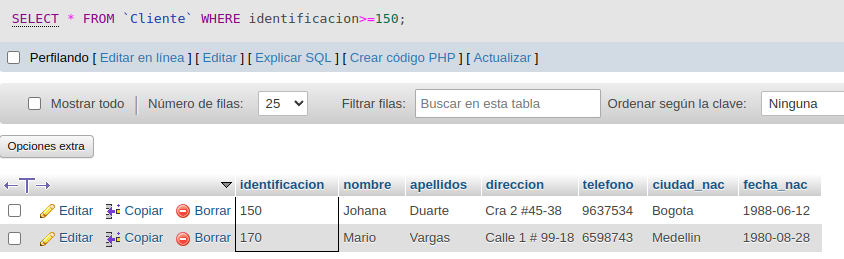 SELECT * FROM `Cliente` WHERE identificacion>=150;
Perfilando [ Editar en línea ] [ Editar ] [ Explicar SQL ] [ Crear código PHP ] [ Actualizar ]
Mostrar todo Número de filas: 25 Filtrar filas: Buscar en esta tabla Ordenar según la clave: Ninguna
Opciones extra
←T→ identificacion nombre apellidos direccion telefono ciudad_nac fecha_nac
Editar Copiar Borrar 150 Johana Duarte Cra 2 #45-38 9637534 Bogota 1988-06-12
Editar Copiar Borrar 170 Mario Vargas Calle 1 # 99-18 6598743 Medellin 1980-08-28